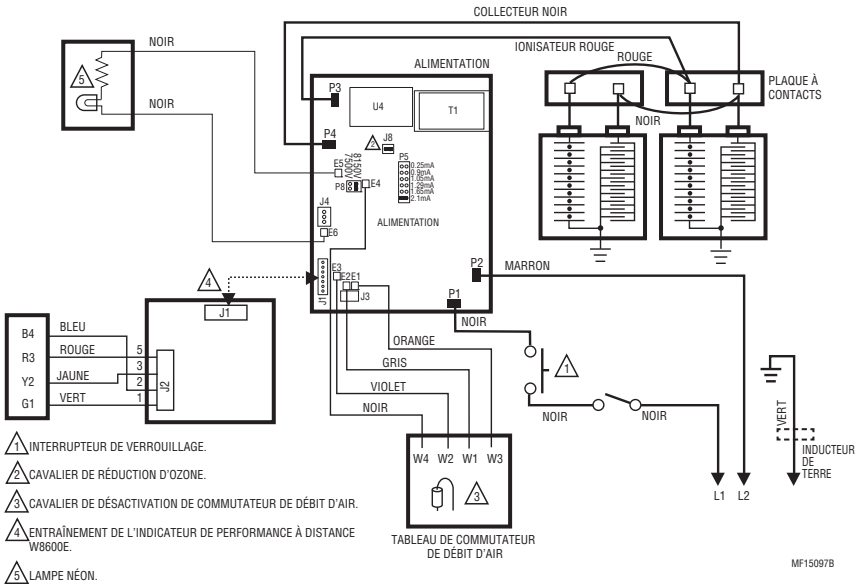 COLLECTEUR NOIR
NOIR
IONISATEUR ROUGE
ROUGE
ALIMENTATION
PLAQUE À
CONTACTS
5
NOIR
P3
U4
T1
NOIR
P4
2
J8
8150V
7500V
P5
E5
0.25mA
0.9mA
1.05mA
1.29mA
1.65mA
2.1mA
P8
E4
J4
ALIMENTATION
E6
P2
MARRON
E3
E2E1
4
J1
J3
P1
NOIR
J1
ORANGE
B4
BLEU
R3
ROUGE
5
GRIS
1
3
Y2
JAUNE
2
J2
VIOLET
G1
VERT
1
NOIR
NOIR
NOIR
VERT
INDUCTEUR
DE
TERRE
W4
W2
W1
W3
3
L1
L2
TABLEAU DE COMMUTATEUR
DE DÉBIT D'AIR
1 INTERRUPTEUR DE VERROUILLAGE.
2 CAVALIER DE RÉDUCTION D'OZONE.
3 CAVALIER DE DÉSACTIVATION DE COMMUTATEUR DE DÉBIT D'AIR.
4 ENTRAÎNEMENT DE L'INDICATEUR DE PERFORMANCE À DISTANCE
W8600E.
5 LAMPE NÉON.
MF15097B